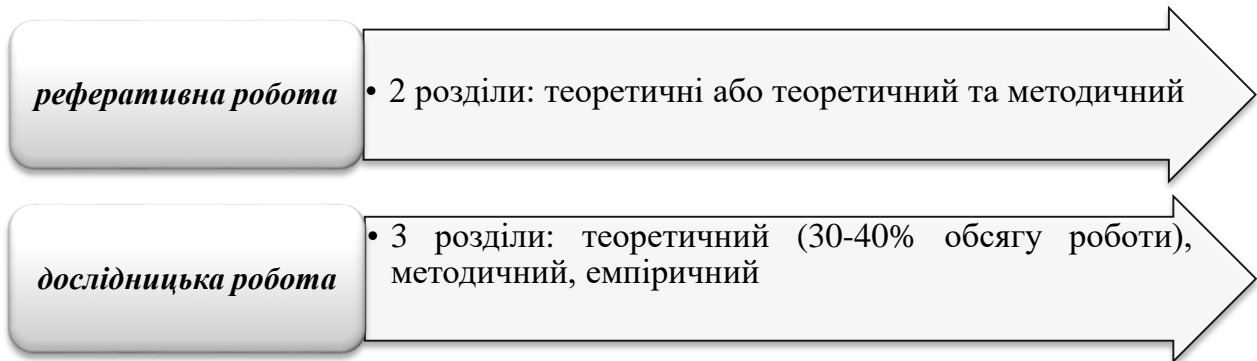 реферативна робота
• 2 розділи: теоретичні або теоретичний та методичний
дослідницька робота
• 3 розділи: теоретичний (30-40% обсягу роботи),
методичний, емпіричний